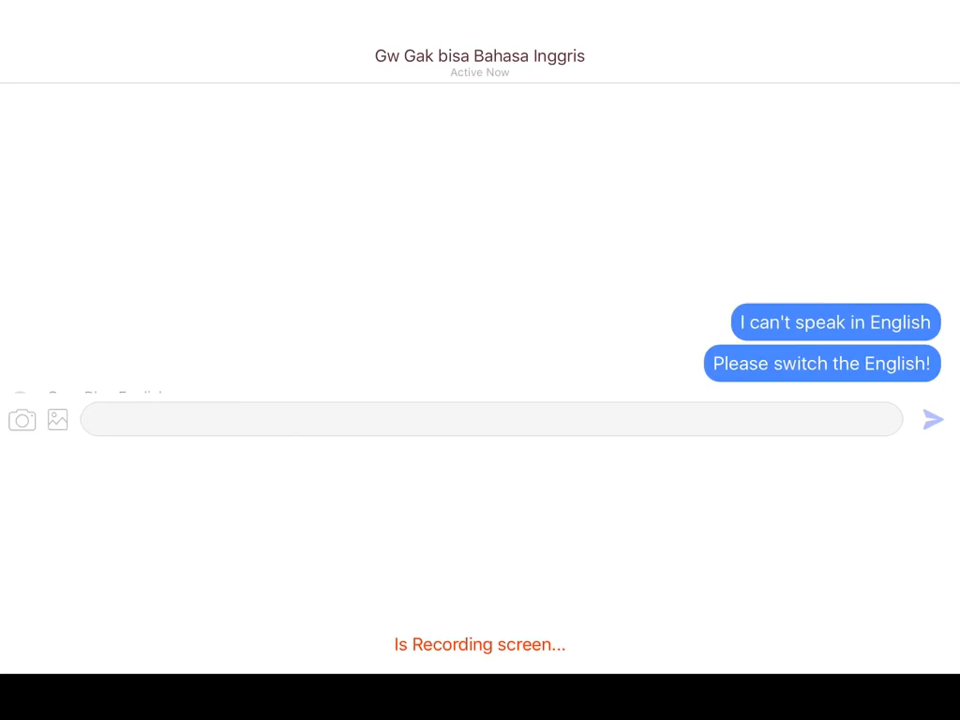 Gw Gak bisa Bahasa Inggris
Active Now
I can't speak in English
Please switch the English!
Is Recording screen...